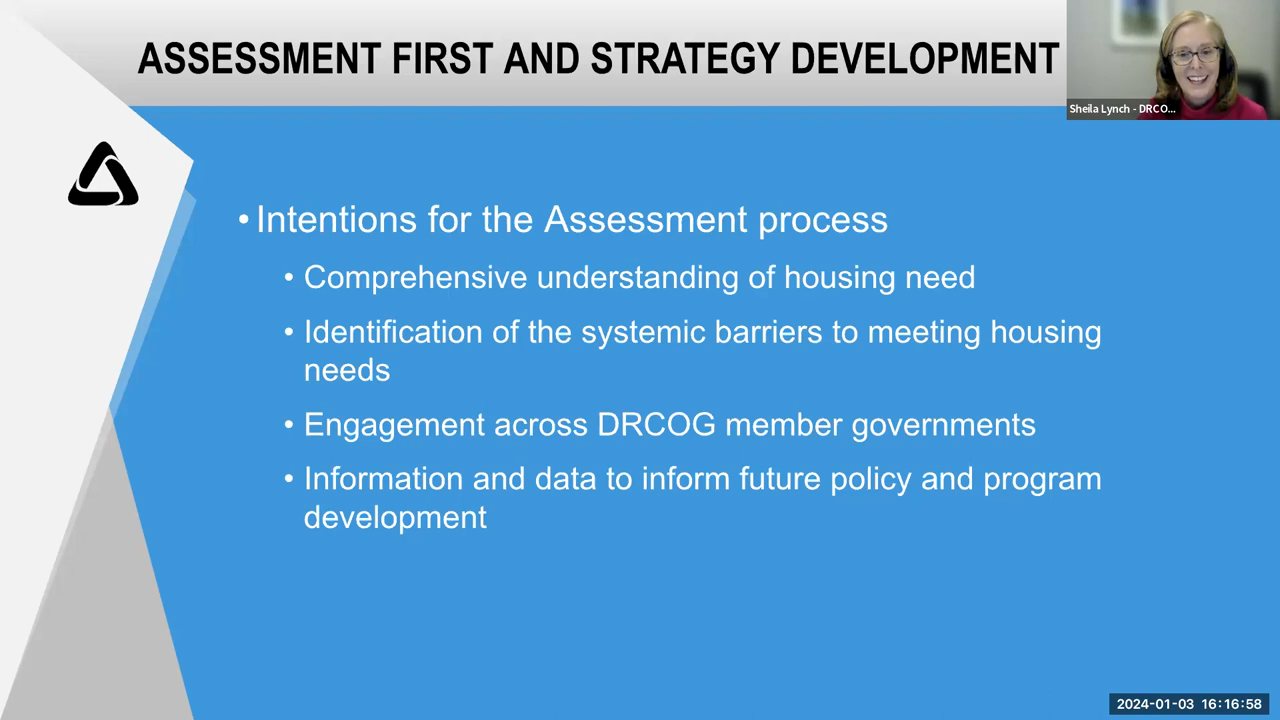 ASSESSMENT FIRST AND STRATEGY DEVELOPMENT
Sheila Lynch - DRCO...
• Intentions for the Assessment process
• Comprehensive understanding of housing need
• Identification of the systemic barriers to meeting housing
needs
• Engagement across DRCOG member governments
• Information and data to inform future policy and program
development
2024-01-03 16:16:58